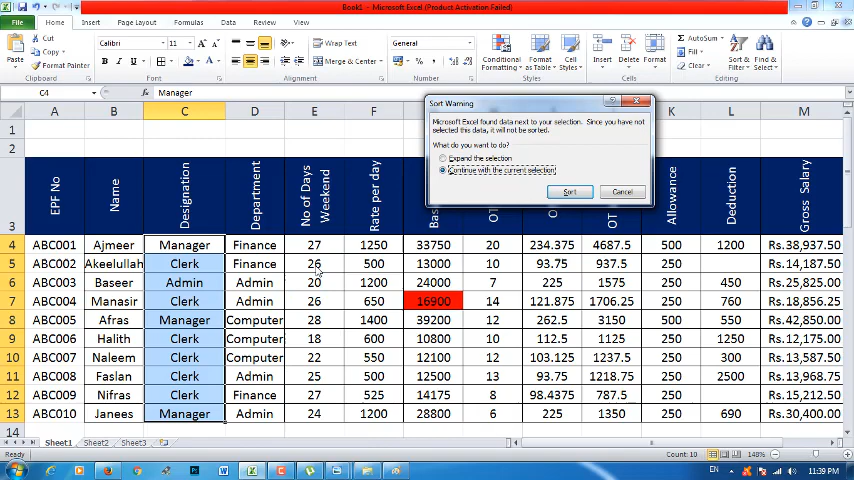 Book1 - Microsoft Excel (Product Activation Failed)
File Home Insert Page Layout Formulas Data Review View
Paste
Cut
Copy
Format Painter
Clipboard
Calibri 11
B I U
Font
Wrap Text
Merge & Center
Alignment
General
Number
Conditional Formatting
Format as Table
Cell Styles
Styles
Insert Delete Format
Cells
AutoSum
Fill
Clear
Sort & Filter
Find & Select
Editing
C4 fx Manager
A B C D E F K L M
Sort Warning
Microsoft Excel found data next to your selection. Since you have not
selected this data, it will not be sorted.
What do you want to do?
Expand the selection
Continue with the current selection
Sort Cancel
1
2
3 EPF No Name Designation Department No of Days Weekend Rate per day Bas OT O OT Allowance Deduction Gross Salary
4 ABC001 Ajmeer Manager Finance 27 1250 33750 20 234.375 4687.5 500 1200 Rs.38,937.50
5 ABC002 Akeelullah Clerk Finance 26 500 13000 10 93.75 937.5 250 Rs.14,187.50
6 ABC003 Baseer Admin Admin 20 1200 24000 7 225 1575 250 450 Rs.25,825.00
7 ABC004 Manasir Clerk Admin 26 650 16900 14 121.875 1706.25 250 760 Rs.18,856.25
8 ABC005 Afras Manager Computer 28 1400 39200 12 262.5 3150 500 550 Rs.42,850.00
9 ABC006 Halith Clerk Computer 18 600 10800 10 112.5 1125 250 Rs.12,175.00
10 ABC007 Naleem Clerk Computer 22 550 12100 12 103.125 1237.5 250 300 Rs.13,587.50
11 ABC008 Faslan Clerk Admin 25 500 12500 13 93.75 1218.75 250 2500 Rs.13,968.75
12 ABC009 Nifras Clerk Finance 27 525 14175 8 98.4375 787.5 250 Rs.15,212.50
13 ABC010 Janees Manager Admin 24 1200 28800 6 225 1350 250 690 Rs.30,400.00
14
Sheet1 Sheet2 Sheet3
Ready Count: 10 148%
EN 11:39 PM